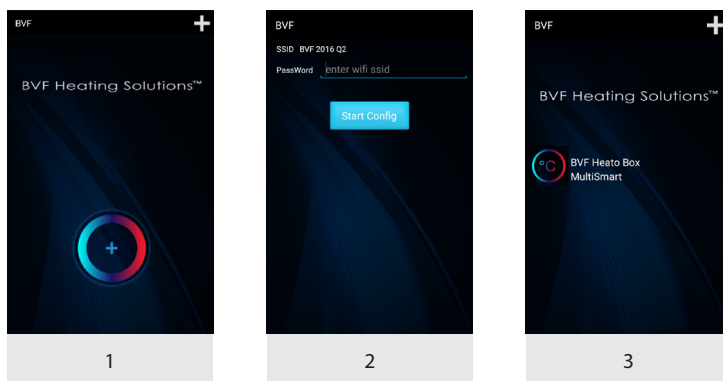 BVF
BVF Heating Solutions™
+
1
BVF
SSID BVF 2016 Q2
PassWord enter wifi ssid
Start Config
2
BVF
BVF Heating Solutions™
°C BVF Heato Box
MultiSmart
3